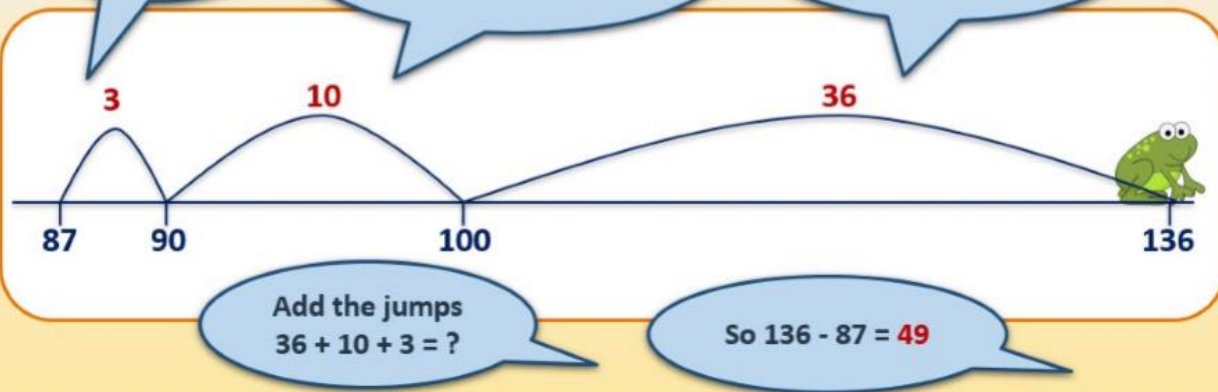 3 10 36
87 90 100 136
Add the jumps
36 + 10 + 3 = ?
So 136 - 87 = 49